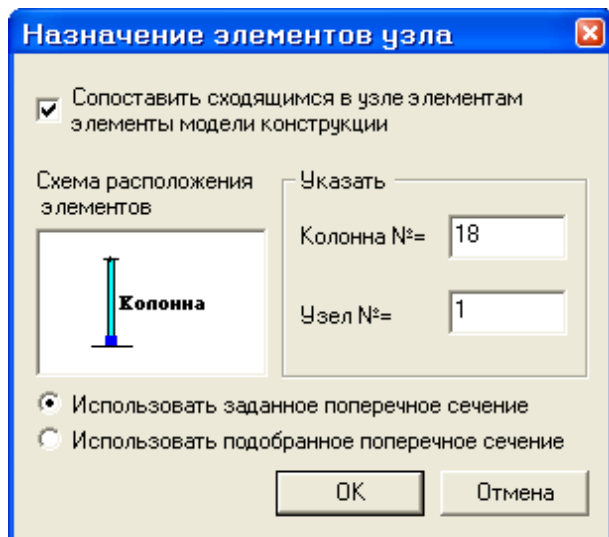 Назначение элементов узла
Сопоставить сходящимся в узле элементам
элементы модели конструкции
Схема расположения
элементов
Колонна
Указать
Колонна №=
18
Узел №=
1
Использовать заданное поперечное сечение
Использовать подобранное поперечное сечение
OK
Отмена